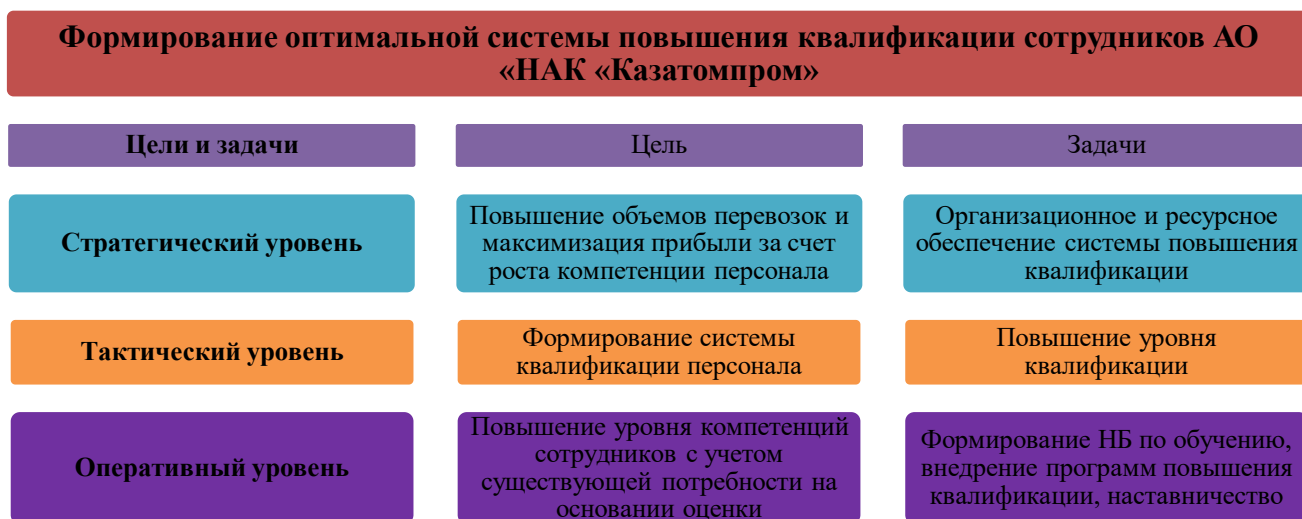 Формирование оптимальной системы повышения квалификации сотрудников АО
«НАК «Казатомпром»
Цели и задачи
Цель
Задачи
Стратегический уровень
Повышение объемов перевозок и
максимизация прибыли за счет
роста компетенции персонала
Организационное и ресурсное
обеспечение системы повышения
квалификации
Тактический уровень
Формирование системы
квалификации персонала
Повышение уровня
квалификации
Оперативный уровень
Повышение уровня компетенций
сотрудников с учетом
существующей потребности на
основании оценки
Формирование НБ по обучению,
внедрение программ повышения
квалификации, наставничество